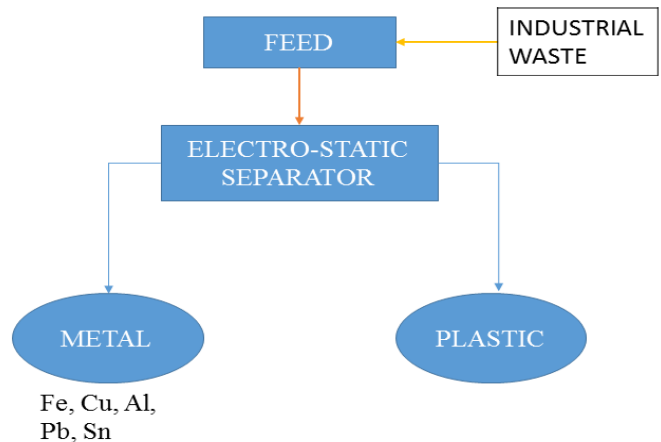 FEED
INDUSTRIAL
WASTE
ELECTRO-STATIC
SEPARATOR
METAL
PLASTIC
Fe, Cu, Al,
Pb, Sn